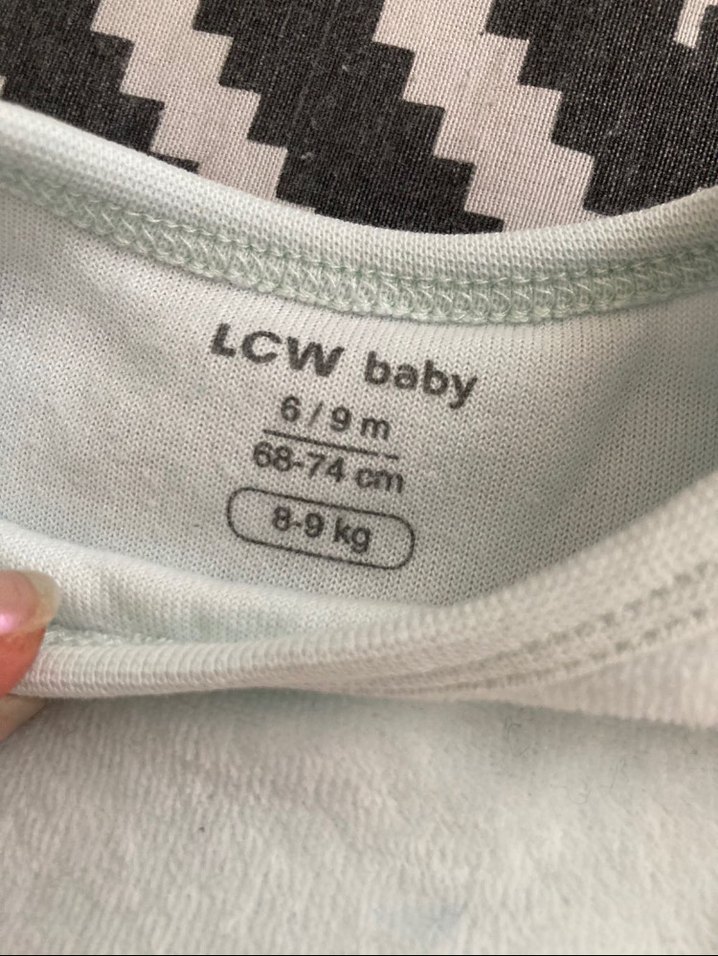 LCW baby
6 / 9 m
68-74 cm
8-9 kg